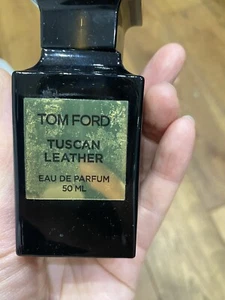 TOM FORD
TUSCAN
LEATHER
EAU DE PARFUM
50 ML